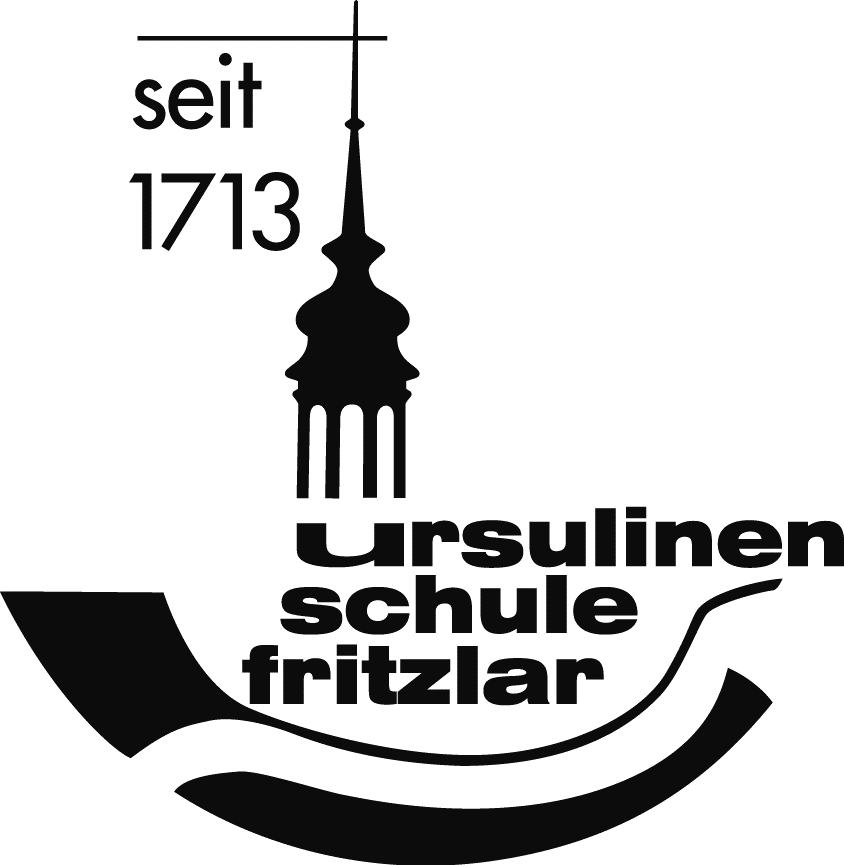 seit
1713
ursulinen
schule
fritzlar